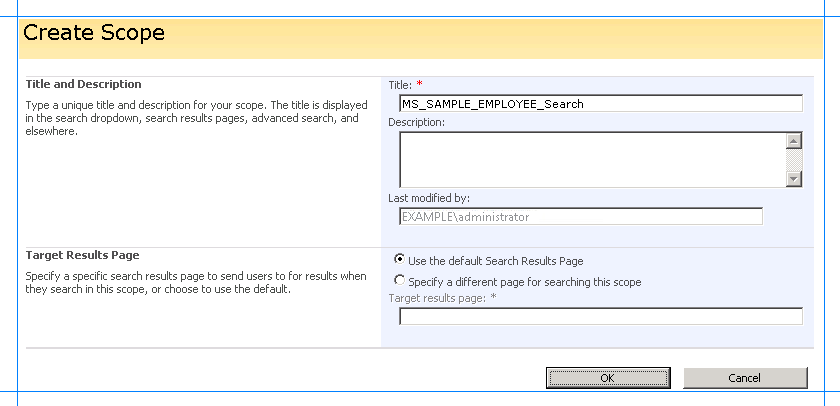 Create Scope
Title and Description
Type a unique title and description for your scope. The title is displayed
in the search dropdown, search results pages, advanced search, and
elsewhere.
Title: *
MS_SAMPLE_EMPLOYEE_Search
Description:
Last modified by:
EXAMPLE\administrator
Target Results Page
Specify a specific search results page to send users to for results when
they search in this scope, or choose to use the default.
Use the default Search Results Page
Specify a different page for searching this scope
Target results page: *
OK
Cancel